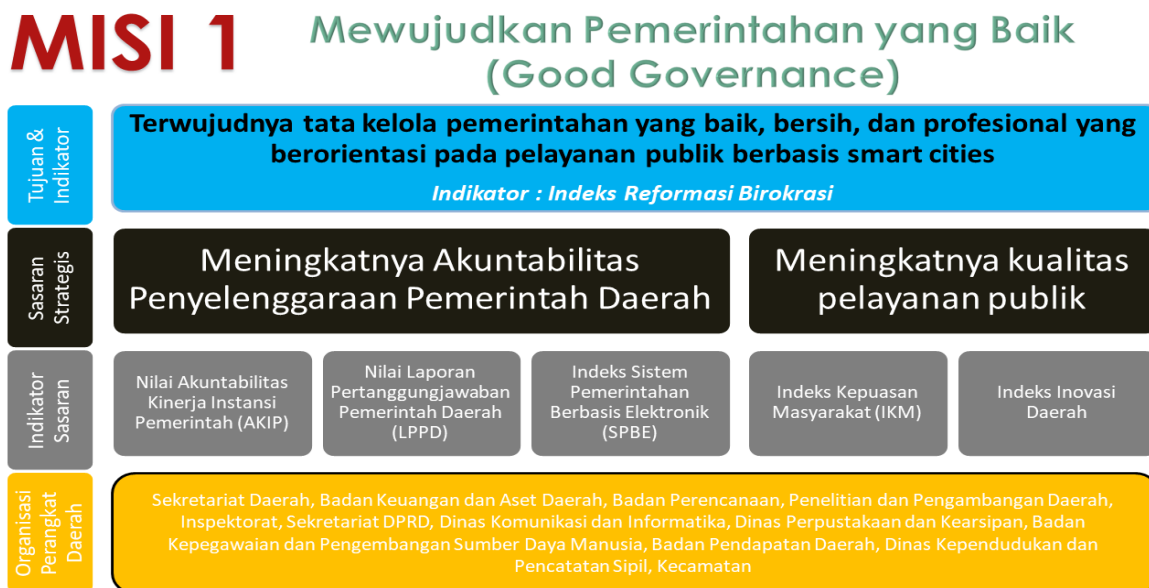 MISI 1
Mewujudkan Pemerintahan yang Baik
(Good Governance)
Tujuan &
Indikator
Terwujudnya tata kelola pemerintahan yang baik, bersih, dan profesional yang
berorientasi pada pelayanan publik berbasis smart cities
Indikator : Indeks Reformasi Birokrasi
Sasaran
Strategis
Meningkatnya Akuntabilitas
Penyelenggaraan Pemerintah Daerah
Meningkatnya kualitas
pelayanan publik
Indikator
Sasaran
Nilai Akuntabilitas
Kinerja Instansi
Pemerintah (AKIP)
Nilai Laporan
Pertanggungjawaban
Pemerintah Daerah
(LPPD)
Indeks Sistem
Pemerintahan
Berbasis Elektronik
(SPBE)
Indeks Kepuasan
Masyarakat (IKM)
Indeks Inovasi
Daerah
Organisasi
Perangkat
Daerah
Sekretariat Daerah, Badan Keuangan dan Aset Daerah, Badan Perencanaan, Penelitian dan Pengambangan Daerah,
Inspektorat, Sekretariat DPRD, Dinas Komunikasi dan Informatika, Dinas Perpustakaan dan Kearsipan, Badan
Kepegawaian dan Pengembangan Sumber Daya Manusia, Badan Pendapatan Daerah, Dinas Kependudukan dan
Pencatatan Sipil, Kecamatan